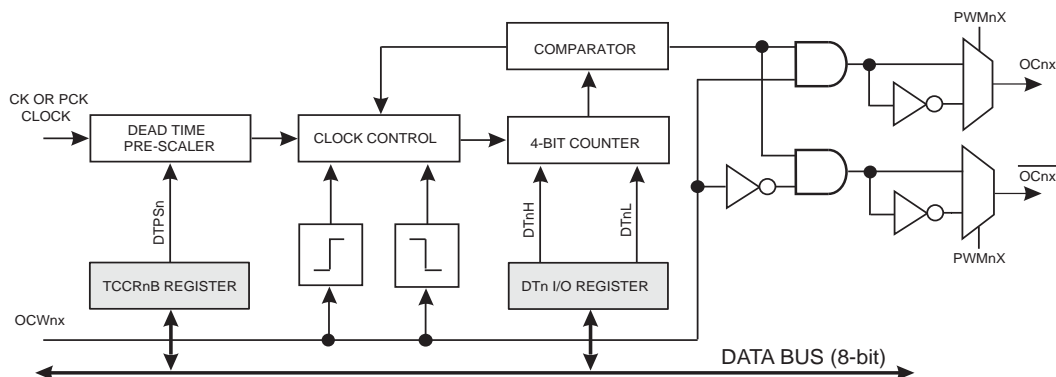 PWMnX
COMPARATOR
OCnx
CK OR PCK
CLOCK
DEAD TIME
PRE-SCALER
CLOCK CONTROL
4-BIT COUNTER
OCnx
DTPSn
DTnH
DTnL
PWMnX
TCCRnB REGISTER
DTn I/O REGISTER
OCWnx
DATA BUS (8-bit)